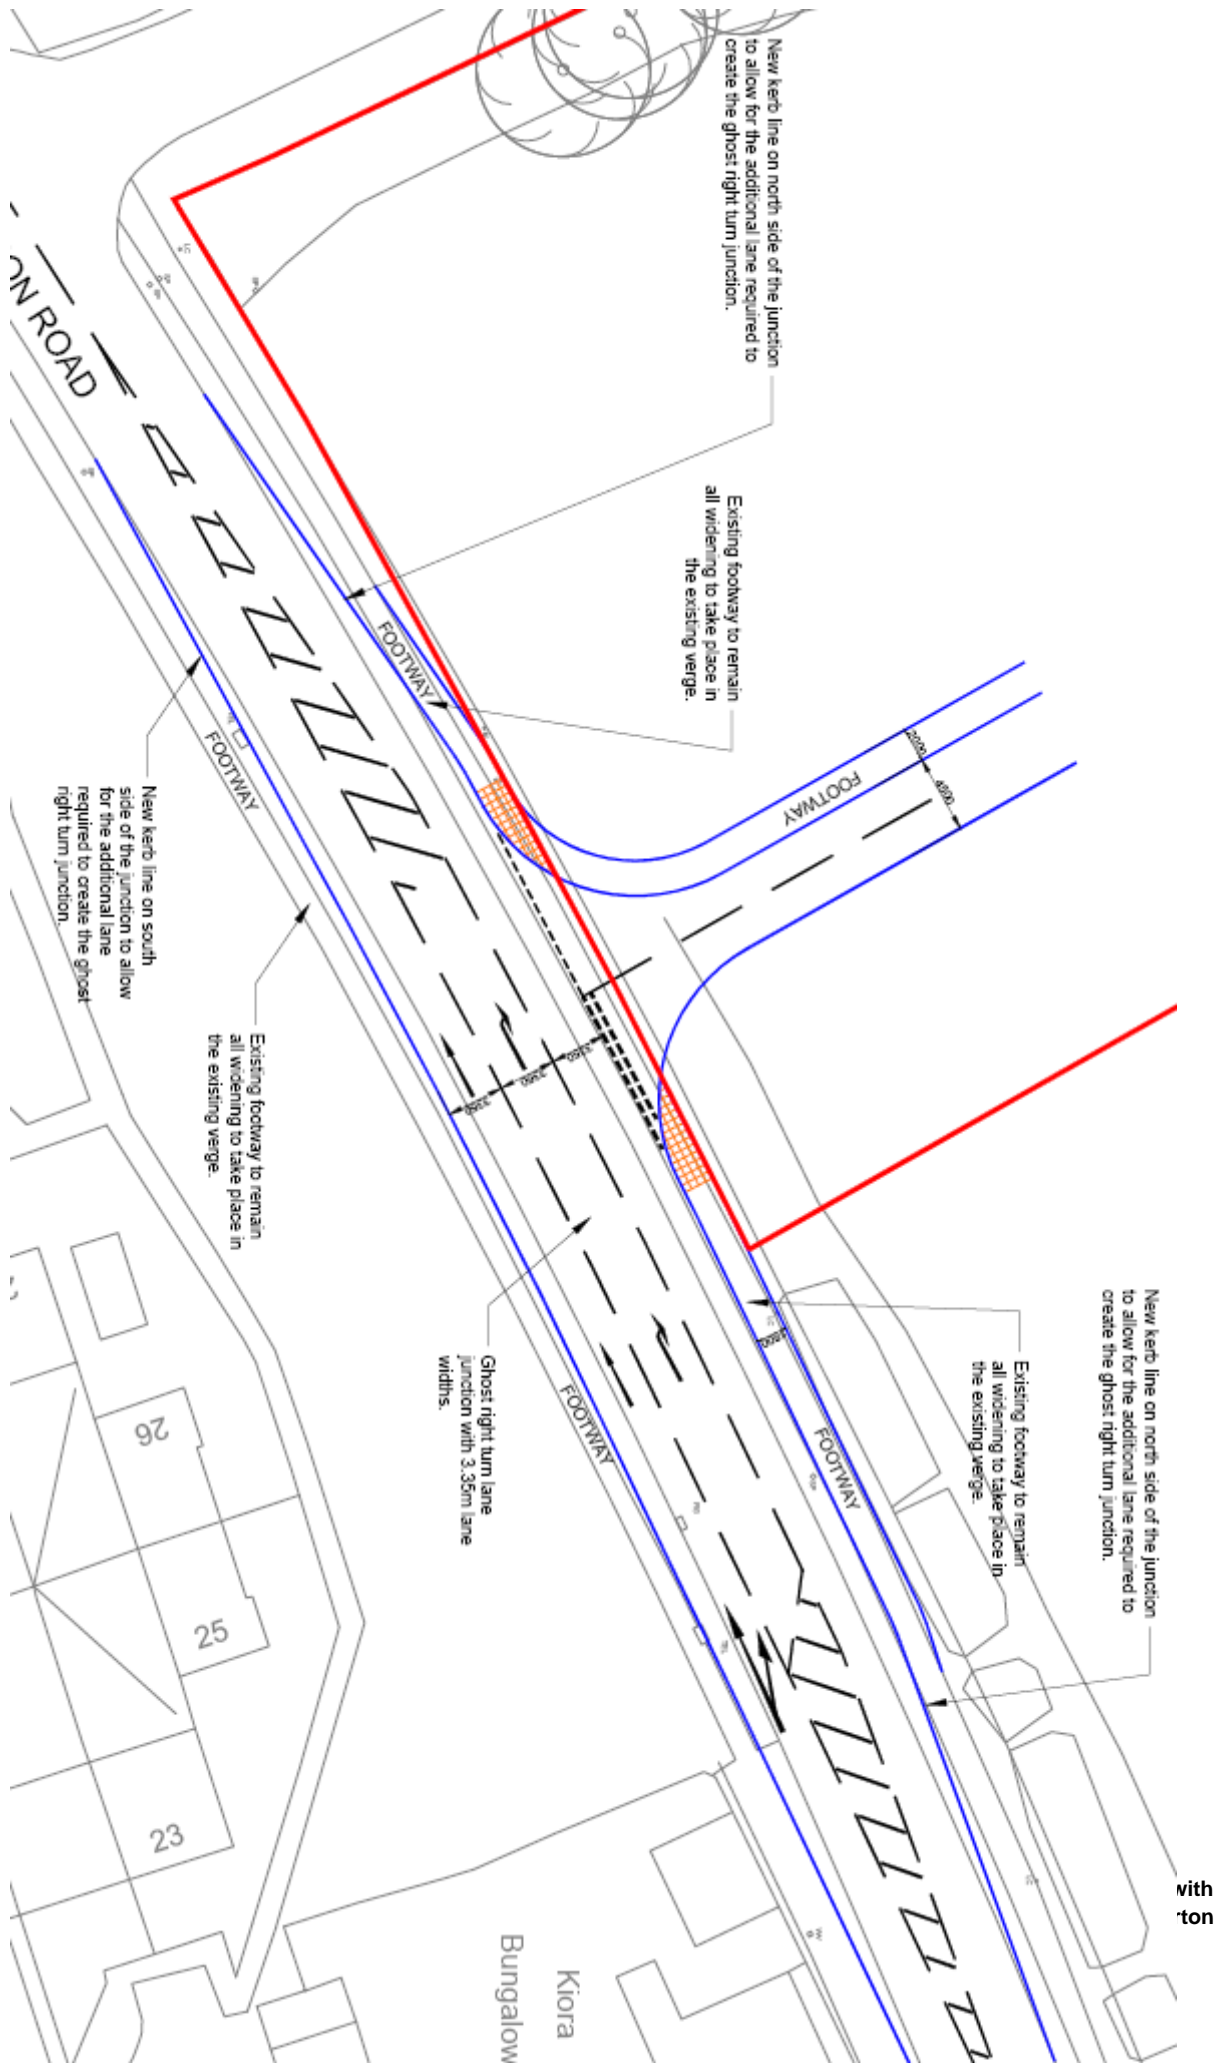 New kerb line on north side of the junction
to allow for the additional lane required to
create the ghost right turn junction.
Existing footway to remain
all widening to take place in
the existing verge.
ON ROAD
FOOTWAY
FOOTWAY
FOOTWAY
2000
4800
New kerb line on south
side of the junction to allow
for the additional lane
required to create the ghost
right turn junction.
Existing footway to remain
all widening to take place in
the existing verge.
3350
3350
3350
Ghost right turn lane
junction with 3.35m lane
widths.
New kerb line on north side of the junction
to allow for the additional lane required to
create the ghost right turn junction.
Existing footway to remain
all widening to take place in
the existing verge.
LC
FOOTWAY
FOOTWAY
26
25
23
Kiora
Bungalow
with
rton